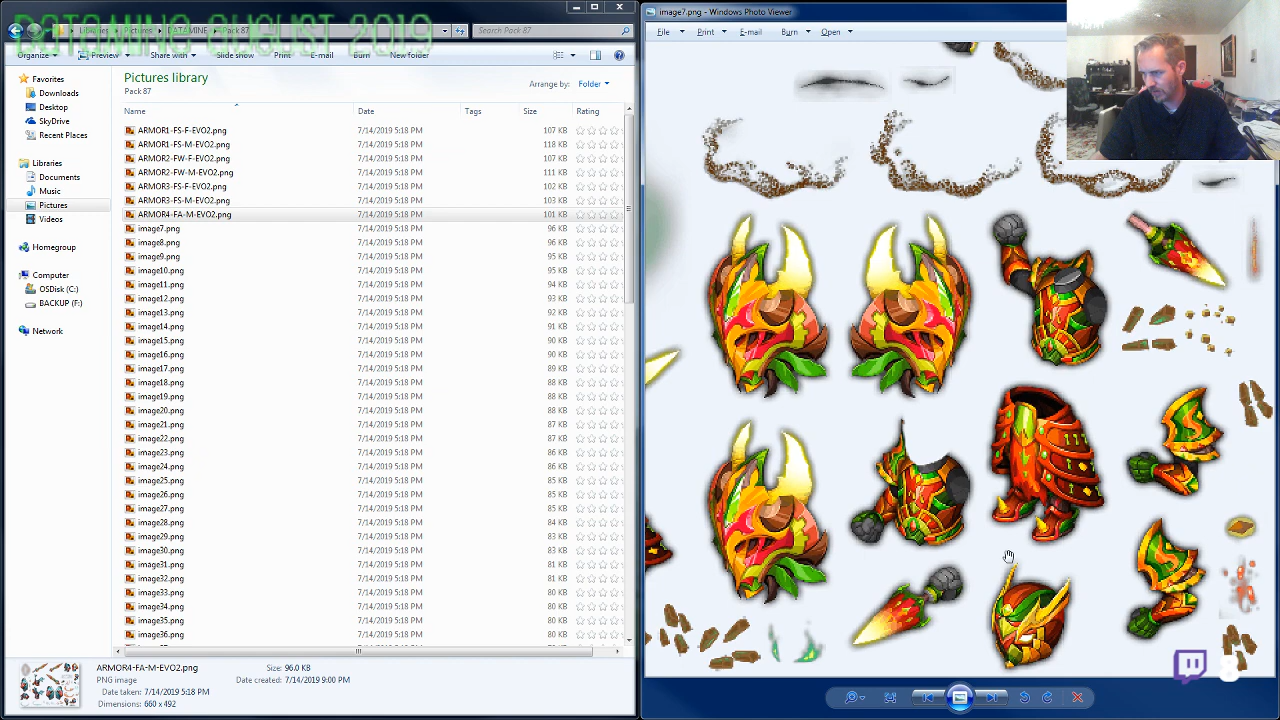 DATAMINE AUGUST 2019
image7.png - Windows Photo Viewer
Libraries ▸ Pictures ▸ DATAMINE ▸ Pack 87
Search Pack 87
File Print E-mail Burn Open
Organize Preview Share with Slide show Print E-mail Burn New folder
Favorites
Downloads
Desktop
SkyDrive
Recent Places
Libraries
Documents
Music
Pictures
Videos
Homegroup
Computer
OSDisk (C:)
BACKUP (F:)
Network
Pictures library
Pack 87
Arrange by: Folder
Name Date Tags Size Rating
ARMOR1-FS-F-EVO2.png 7/14/2019 5:18 PM 107 KB
ARMOR1-FS-M-EVO2.png 7/14/2019 5:18 PM 118 KB
ARMOR2-FW-F-EVO2.png 7/14/2019 5:18 PM 107 KB
ARMOR2-FW-M-EVO2.png 7/14/2019 5:18 PM 111 KB
ARMOR3-FS-F-EVO2.png 7/14/2019 5:18 PM 102 KB
ARMOR3-FS-M-EVO2.png 7/14/2019 5:18 PM 103 KB
ARMOR4-FA-M-EVO2.png 7/14/2019 5:18 PM 101 KB
image7.png 7/14/2019 5:18 PM 96 KB
image8.png 7/14/2019 5:18 PM 96 KB
image9.png 7/14/2019 5:18 PM 95 KB
image10.png 7/14/2019 5:18 PM 95 KB
image11.png 7/14/2019 5:18 PM 94 KB
image12.png 7/14/2019 5:18 PM 93 KB
image13.png 7/14/2019 5:18 PM 92 KB
image14.png 7/14/2019 5:18 PM 91 KB
image15.png 7/14/2019 5:18 PM 90 KB
image16.png 7/14/2019 5:18 PM 90 KB
image17.png 7/14/2019 5:18 PM 89 KB
image18.png 7/14/2019 5:18 PM 88 KB
image19.png 7/14/2019 5:18 PM 88 KB
image20.png 7/14/2019 5:18 PM 88 KB
image21.png 7/14/2019 5:18 PM 87 KB
image22.png 7/14/2019 5:18 PM 87 KB
image23.png 7/14/2019 5:18 PM 86 KB
image24.png 7/14/2019 5:18 PM 86 KB
image25.png 7/14/2019 5:18 PM 85 KB
image26.png 7/14/2019 5:18 PM 85 KB
image27.png 7/14/2019 5:18 PM 85 KB
image28.png 7/14/2019 5:18 PM 84 KB
image29.png 7/14/2019 5:18 PM 83 KB
image30.png 7/14/2019 5:18 PM 83 KB
image31.png 7/14/2019 5:18 PM 81 KB
image32.png 7/14/2019 5:18 PM 81 KB
image33.png 7/14/2019 5:18 PM 80 KB
image34.png 7/14/2019 5:18 PM 80 KB
image35.png 7/14/2019 5:18 PM 80 KB
image36.png 7/14/2019 5:18 PM 80 KB
ARMOR4-FA-M-EVO2.png Size: 96.0 KB
PNG image Date created: 7/14/2019 9:00 PM
Date taken: 7/14/2019 5:18 PM
Dimensions: 660 x 492
8